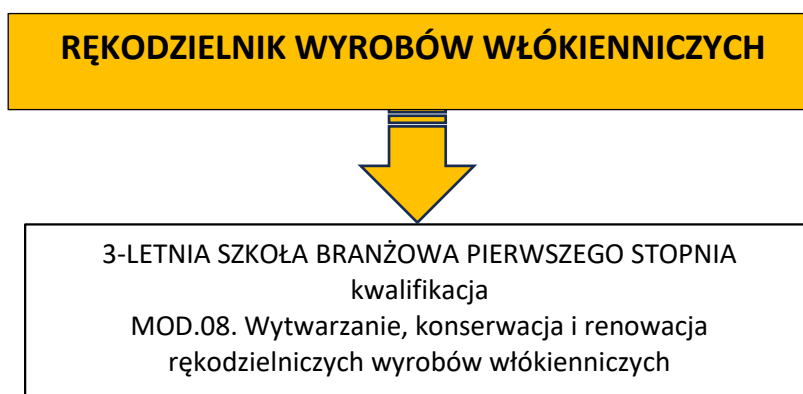 RĘKODZIELNIK WYROBÓW WŁÓKIENNICZYCH
3-LETNIA SZKOŁA BRANŻOWA PIERWSZEGO STOPNIA
kwalifikacja
MOD.08. Wytwarzanie, konserwacja i renowacja
rękodzielniczych wyrobów włókienniczych